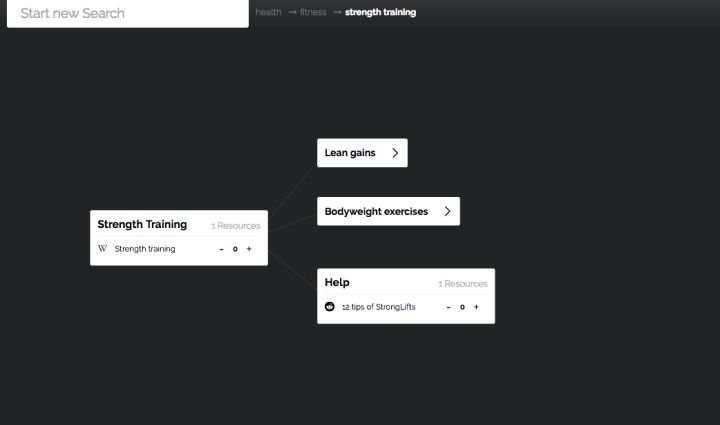 Start new Search
health → fitness → strength training
Lean gains
Bodyweight exercises
Strength Training 1 Resources
W Strength training - 0 +
Help 1 Resources
12 tips of StrongLifts - 0 +